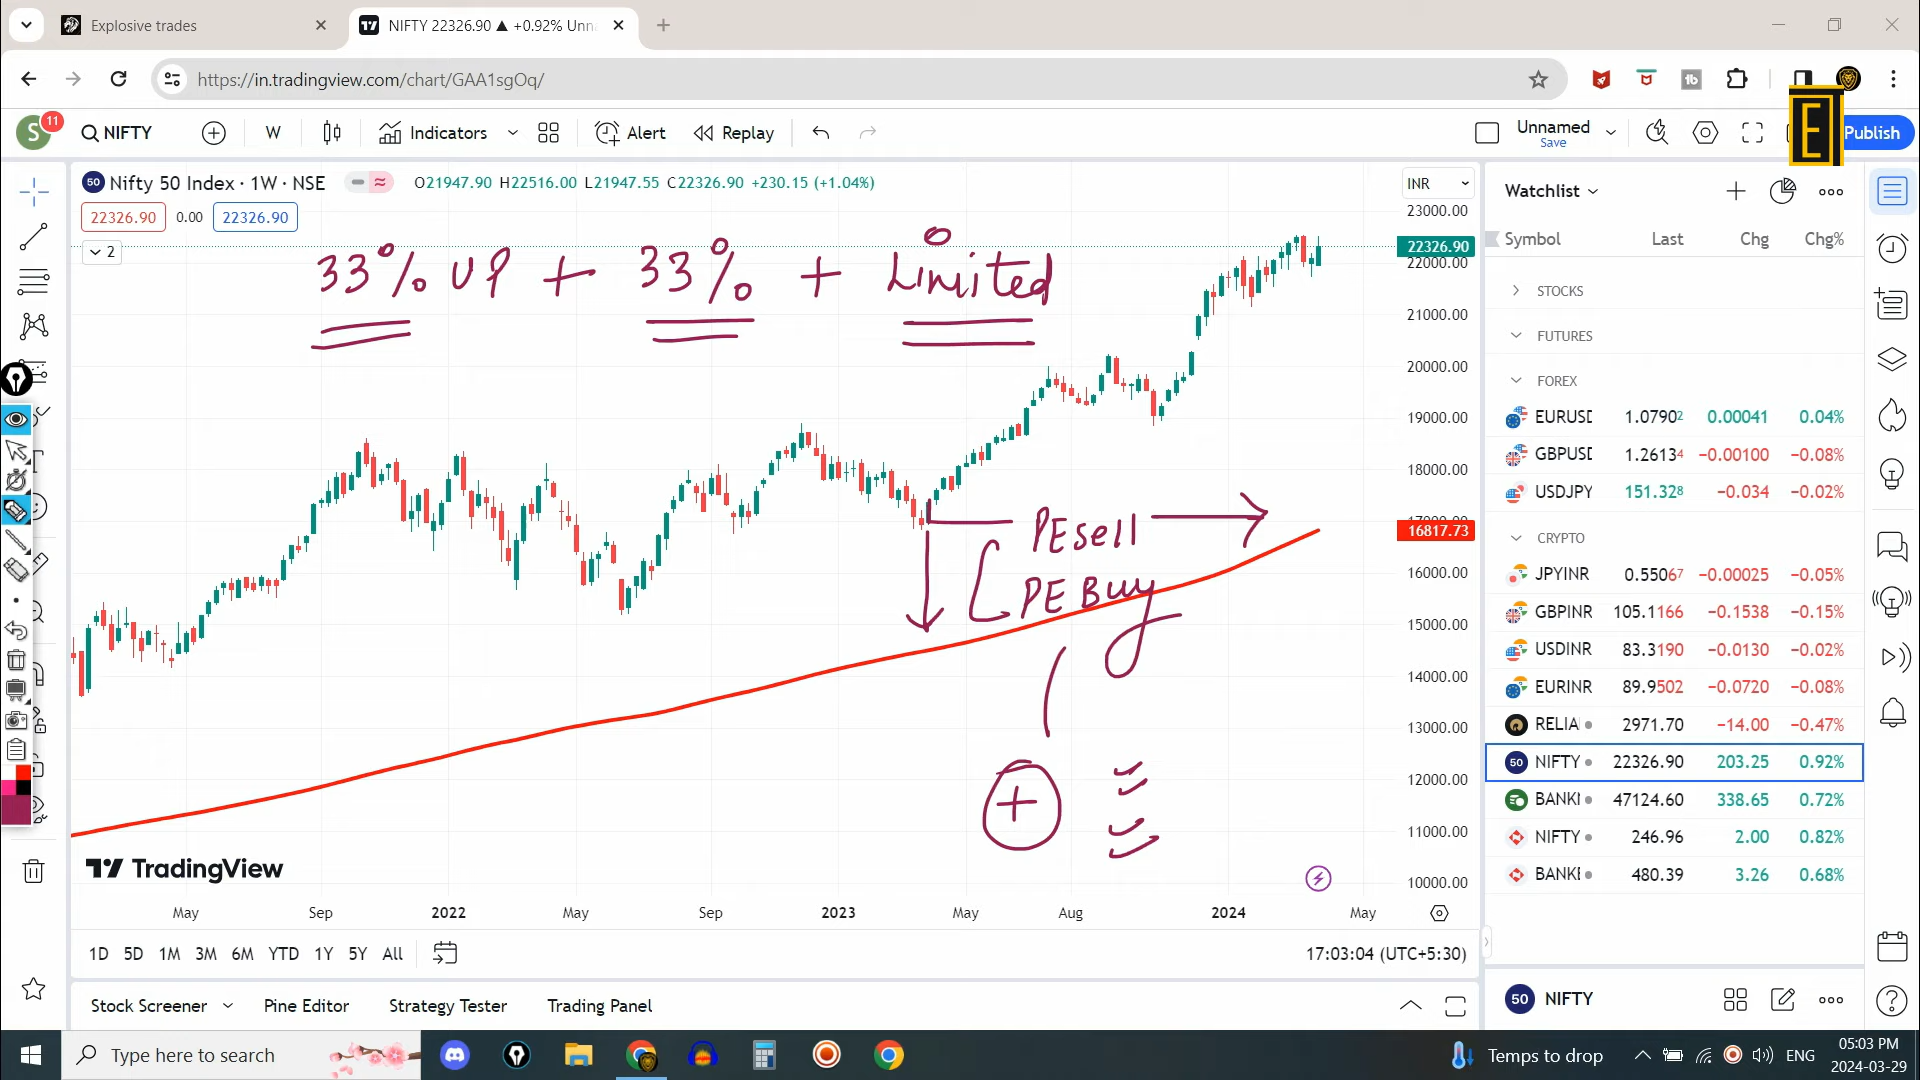 Explosive trades
NIFTY 22326.90 ▲ +0.92% Unna
https://in.tradingview.com/chart/GAA1sgOq/
S 11 NIFTY W Indicators Alert Replay Unnamed Save Publish
E
50 Nifty 50 Index · 1W · NSE O21947.90 H22516.00 L21947.55 C22326.90 +230.15 (+1.04%)
INR
22326.90 0.00 22326.90
2
33% UP + 33% + Limited
PE sell
PE Buy
+
23000.00
22326.90
22000.00
21000.00
20000.00
19000.00
18000.00
17000.00
16817.73
16000.00
15000.00
14000.00
13000.00
12000.00
11000.00
10000.00
TradingView
May Sep 2022 May Sep 2023 May Aug 2024 May
1D 5D 1M 3M 6M YTD 1Y 5Y All 17:03:04 (UTC+5:30)
Stock Screener Pine Editor Strategy Tester Trading Panel
Watchlist
Symbol Last Chg Chg%
STOCKS
FUTURES
FOREX
EURUSD 1.07902 0.00041 0.04%
GBPUSD 1.26134 −0.00100 −0.08%
USDJPY 151.328 −0.034 −0.02%
CRYPTO
JPYINR 0.55067 −0.00025 −0.05%
GBPINR 105.1166 −0.1538 −0.15%
USDINR 83.3190 −0.0130 −0.02%
EURINR 89.9502 −0.0720 −0.08%
RELIA 2971.70 −14.00 −0.47%
50 NIFTY 22326.90 203.25 0.92%
BANKI 47124.60 338.65 0.72%
NIFTY 246.96 2.00 0.82%
BANKE 480.39 3.26 0.68%
50 NIFTY
Type here to search
Temps to drop ENG 05:03 PM
2024-03-29